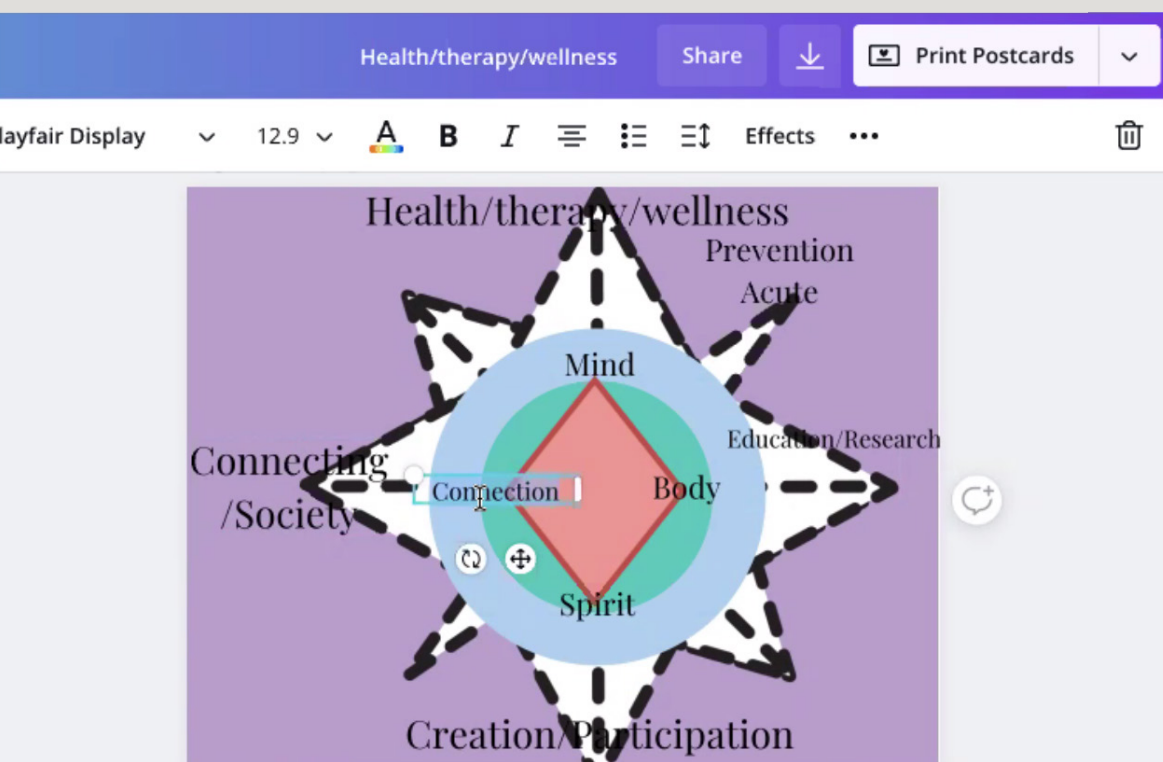 Health/therapy/wellness
Share
Print Postcards
layfair Display
12.9
A
B
I
Effects
Health/therapy/wellness
Prevention
Acute
Mind
Education/Research
Connecting
/Society
Connection
Body
Spirit
Creation/Participation